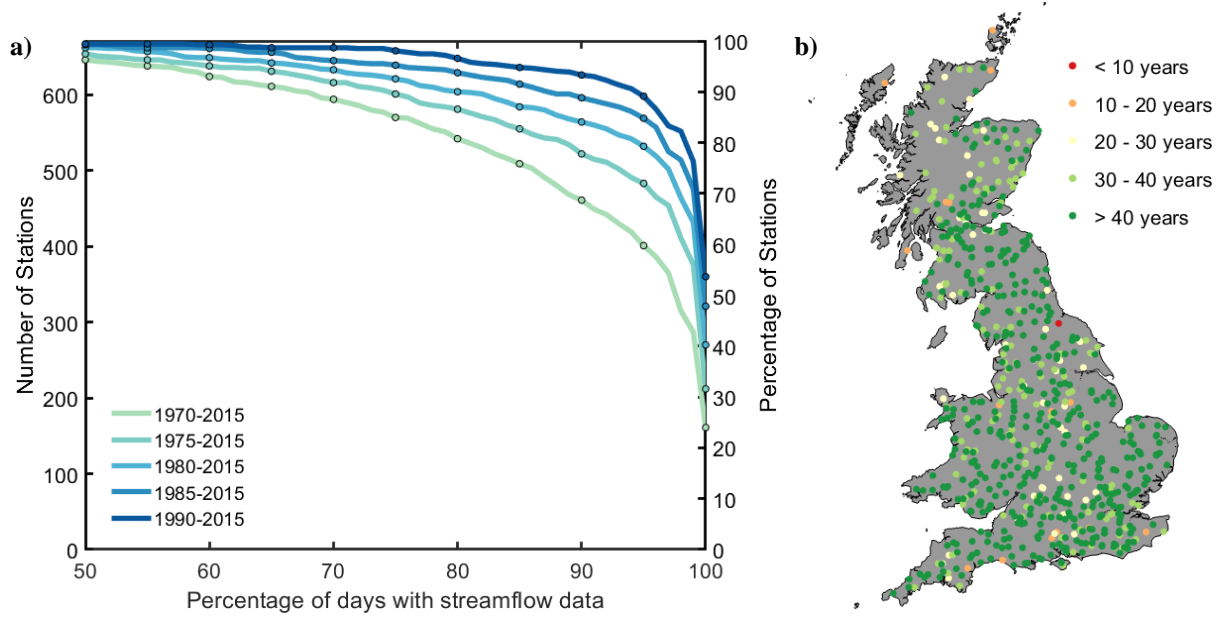 a)
Number of Stations
600
500
400
300
200
100
0
100
90
80
70
60
50
40
30
20
10
0
Percentage of Stations
1970-2015
1975-2015
1980-2015
1985-2015
1990-2015
50 60 70 80 90 100
Percentage of days with streamflow data
b)
< 10 years
10 - 20 years
20 - 30 years
30 - 40 years
> 40 years